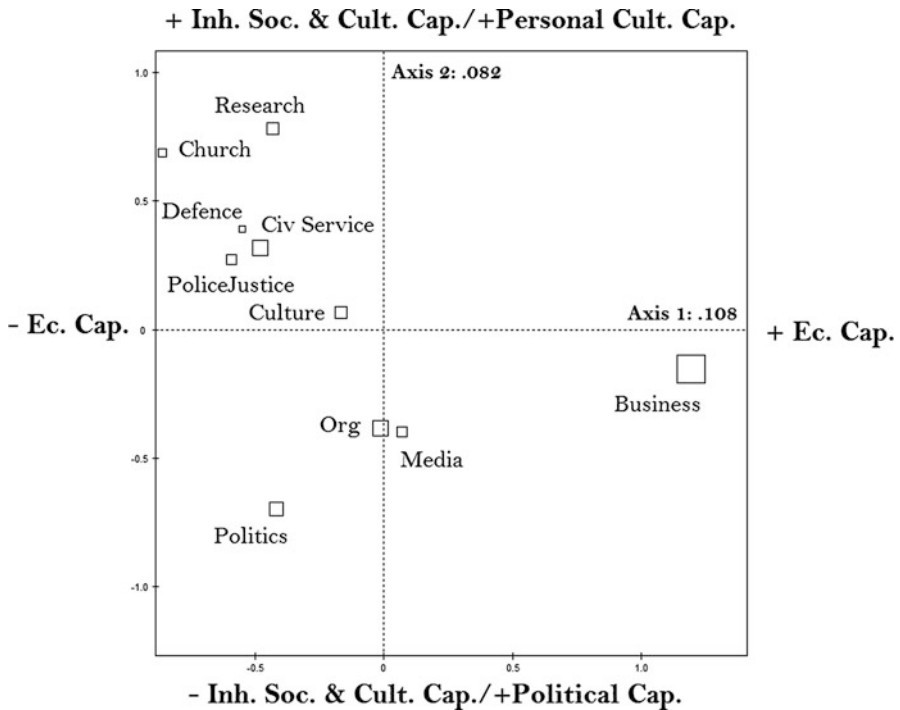 + Inh. Soc. & Cult. Cap./+Personal Cult. Cap.
Axis 2: .082
1.0
Research
Church
0.5
Defence
Civ Service
PoliceJustice
Culture
Axis 1: .108
- Ec. Cap.
0
+ Ec. Cap.
Business
Org
Media
-0.5
Politics
-1.0
-0.5
0
0.5
1.0
- Inh. Soc. & Cult. Cap./+Political Cap.